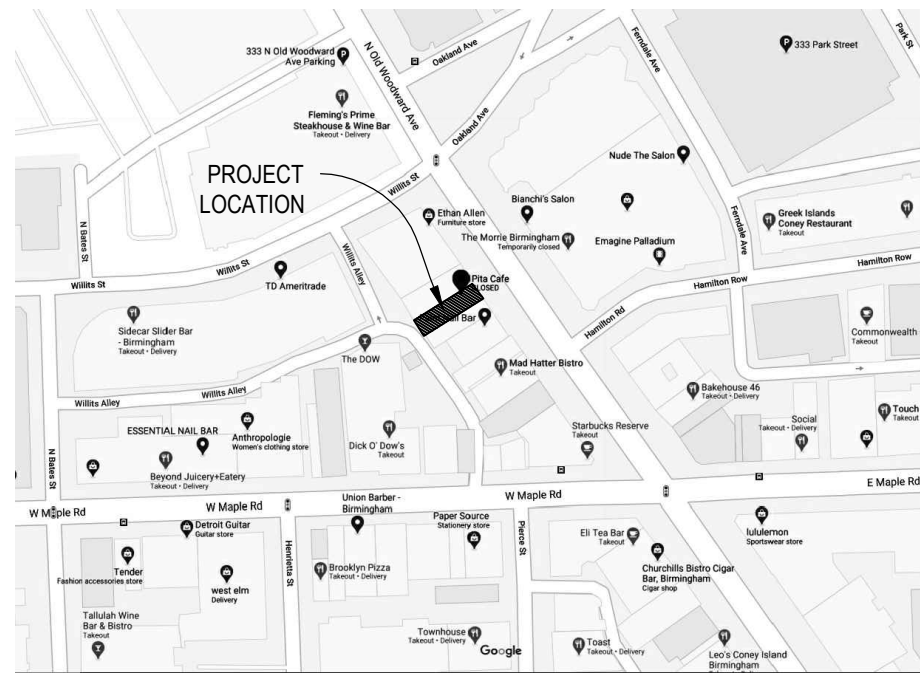 333 N Old Woodward
Ave Parking
N Old Woodward Ave
Oakland Ave
Oakland Ave
Ferndale Ave
Park St
333 Park Street
Fleming's Prime
Steakhouse & Wine Bar
Takeout • Delivery
PROJECT
LOCATION
Willits St
Nude The Salon
Bianchi's Salon
Ethan Allen
Furniture store
The Morrie Birmingham
Temporarily closed
Emagine Palladium
Ferndale Ave
Greek Islands
Coney Restaurant
Takeout
N Bates St
Willits St
Willits St
TD Ameritrade
Willits Alley
Pita Cafe
Hamilton Row
Hamilton Row
Hamilton Rd
Bar
Sidecar Slider Bar
- Birmingham
Takeout • Delivery
The DOW
Mad Hatter Bistro
Takeout
Commonwealth
Takeout
Willits Alley
Willits Alley
Bakehouse 46
Takeout • Delivery
Touch
Takeout
ESSENTIAL NAIL BAR
Anthropologie
Women's clothing store
Dick O' Dow's
Takeout
Starbucks Reserve
Takeout
Social
Takeout • Delivery
N Bates St
Beyond Juicery+Eatery
Takeout • Delivery
W Maple Rd
W Maple Rd
W Maple Rd
E Maple Rd
Detroit Guitar
Guitar store
Union Barber -
Birmingham
Paper Source
Stationery store
Pierce St
Eli Tea Bar
Takeout
lululemon
Sportswear store
Henrietta St
Tender
Fashion accessories store
west elm
Delivery
Brooklyn Pizza
Takeout • Delivery
Churchills Bistro Cigar
Bar, Birmingham
Cigar shop
Tallulah Wine
Bar & Bistro
Takeout
Townhouse
Takeout • Delivery
Google
Toast
Takeout • Delivery
Leo's Coney Island
Birmingham